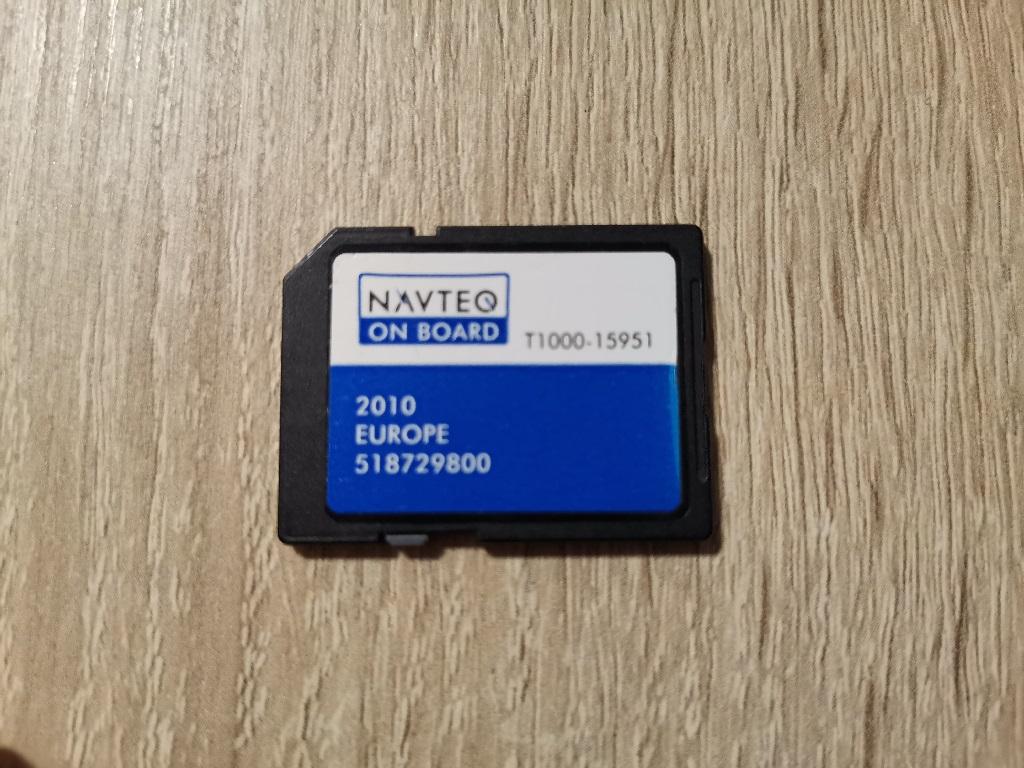 NAVTEQ
ON BOARD
T1000-15951
2010
EUROPE
518729800